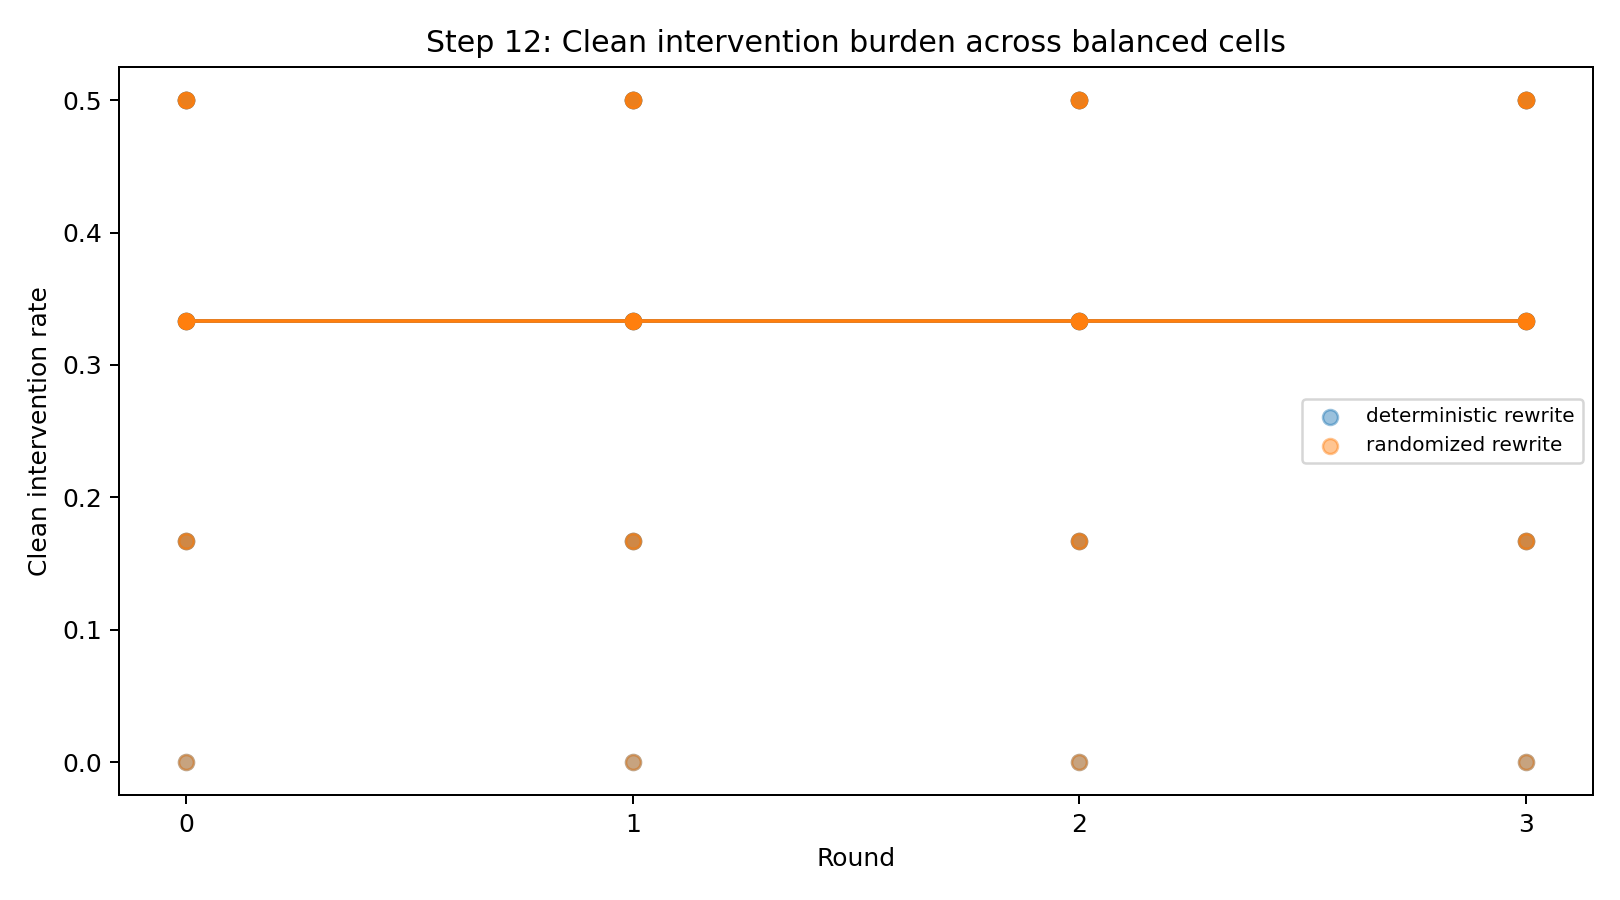 Step 12: Clean intervention burden across balanced cells
Clean intervention rate
0.5
0.4
0.3
0.2
0.1
0.0
deterministic rewrite
randomized rewrite
0 1 2 3
Round